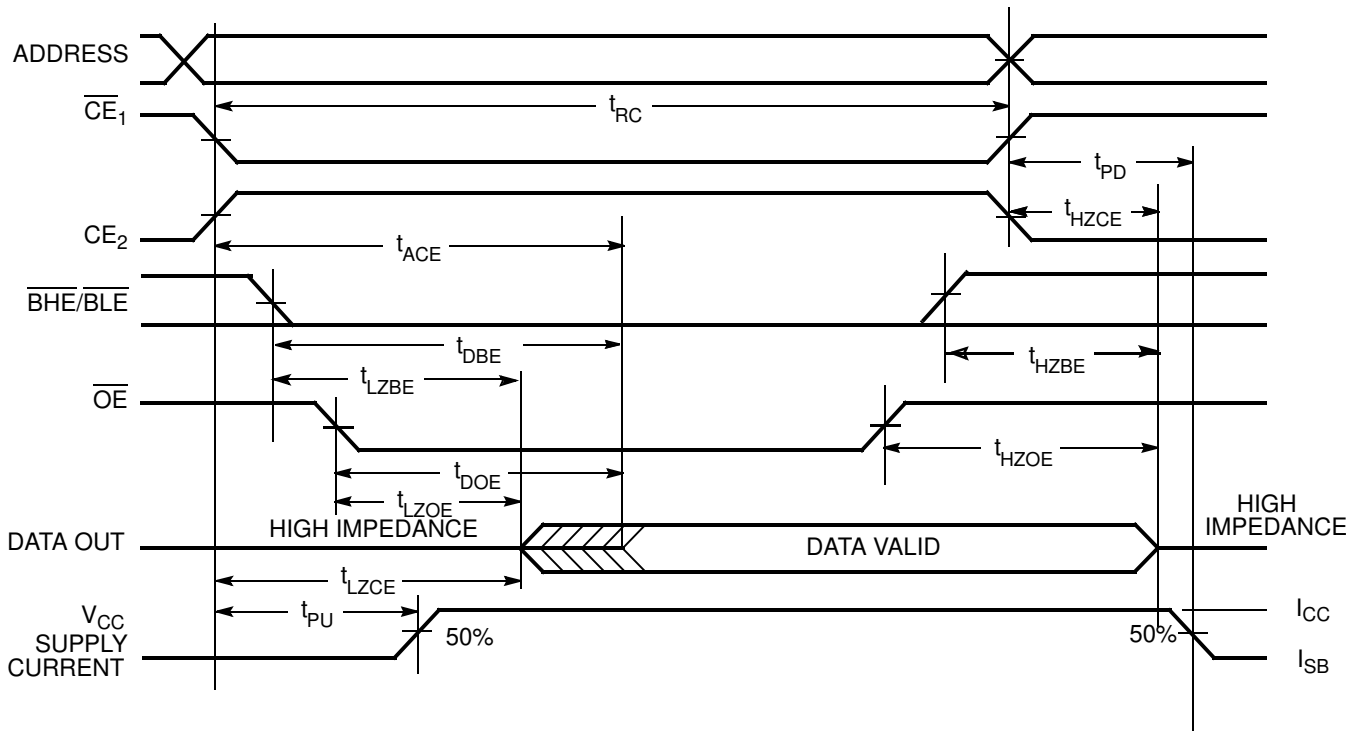 ADDRESS
tRC
CE1
tPD
tHZCE
CE2
tACE
BHE/BLE
tDBE
tHZBE
tLZBE
OE
tHZOE
tDOE
tLZOE
HIGH IMPEDANCE
HIGH
IMPEDANCE
DATA OUT
DATA VALID
tLZCE
VCC
SUPPLY
CURRENT
tPU
50%
50%
ICC
ISB